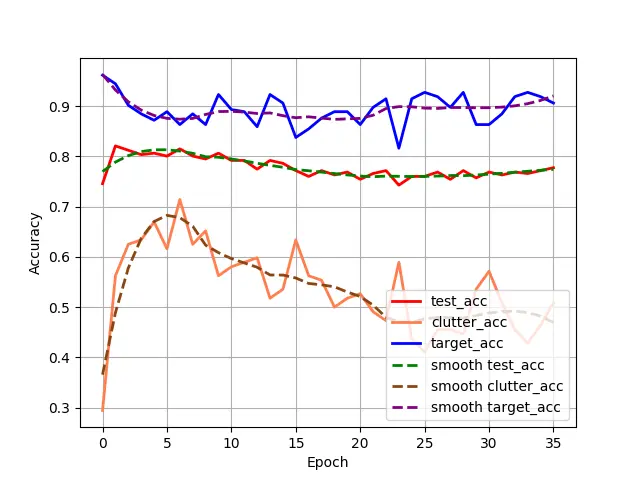 0.9
0.8
0.7
0.6
0.5
0.4
0.3
Accuracy
test_acc
clutter_acc
target_acc
smooth test_acc
smooth clutter_acc
smooth target_acc
0 5 10 15 20 25 30 35
Epoch